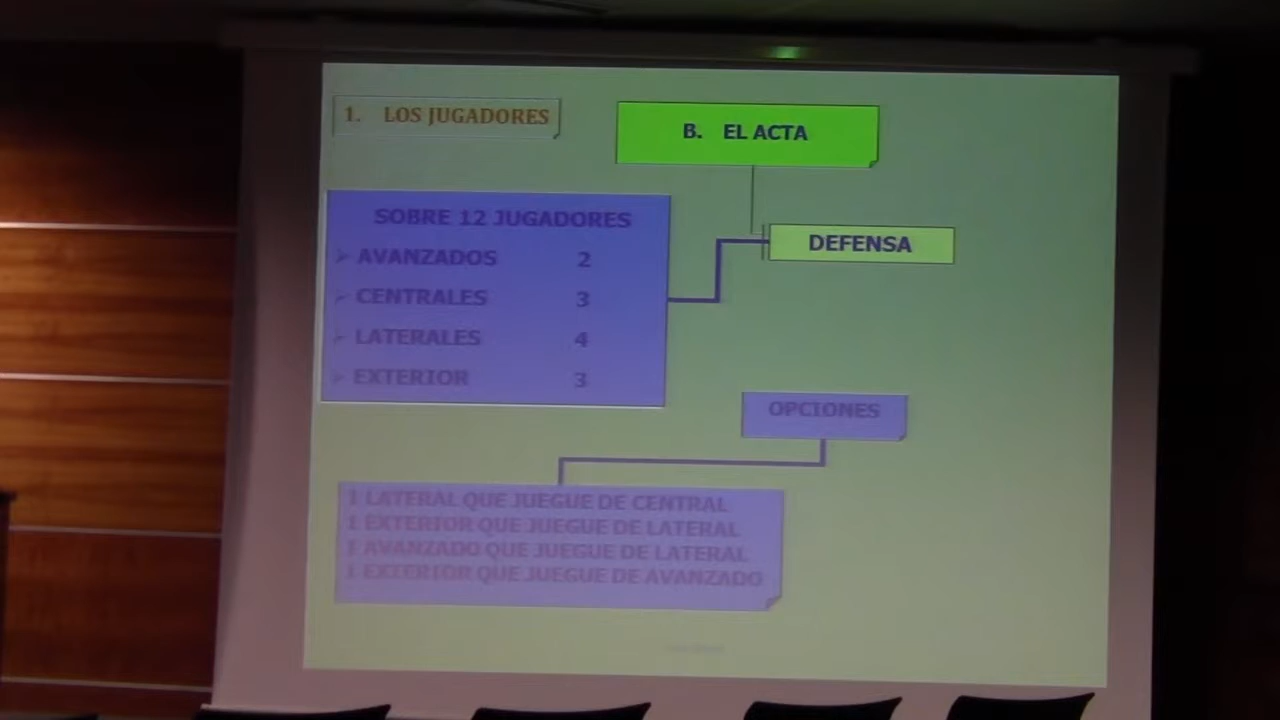 1. LOS JUGADORES
B. EL ACTA
SOBRE 12 JUGADORES
AVANZADOS 2
CENTRALES 3
LATERALES 4
EXTERIOR 3
DEFENSA
OPCIONES
1 LATERAL QUE JUEGUE DE CENTRAL
1 EXTERIOR QUE JUEGUE DE LATERAL
1 AVANZADO QUE JUEGUE DE LATERAL
1 EXTERIOR QUE JUEGUE DE AVANZADO